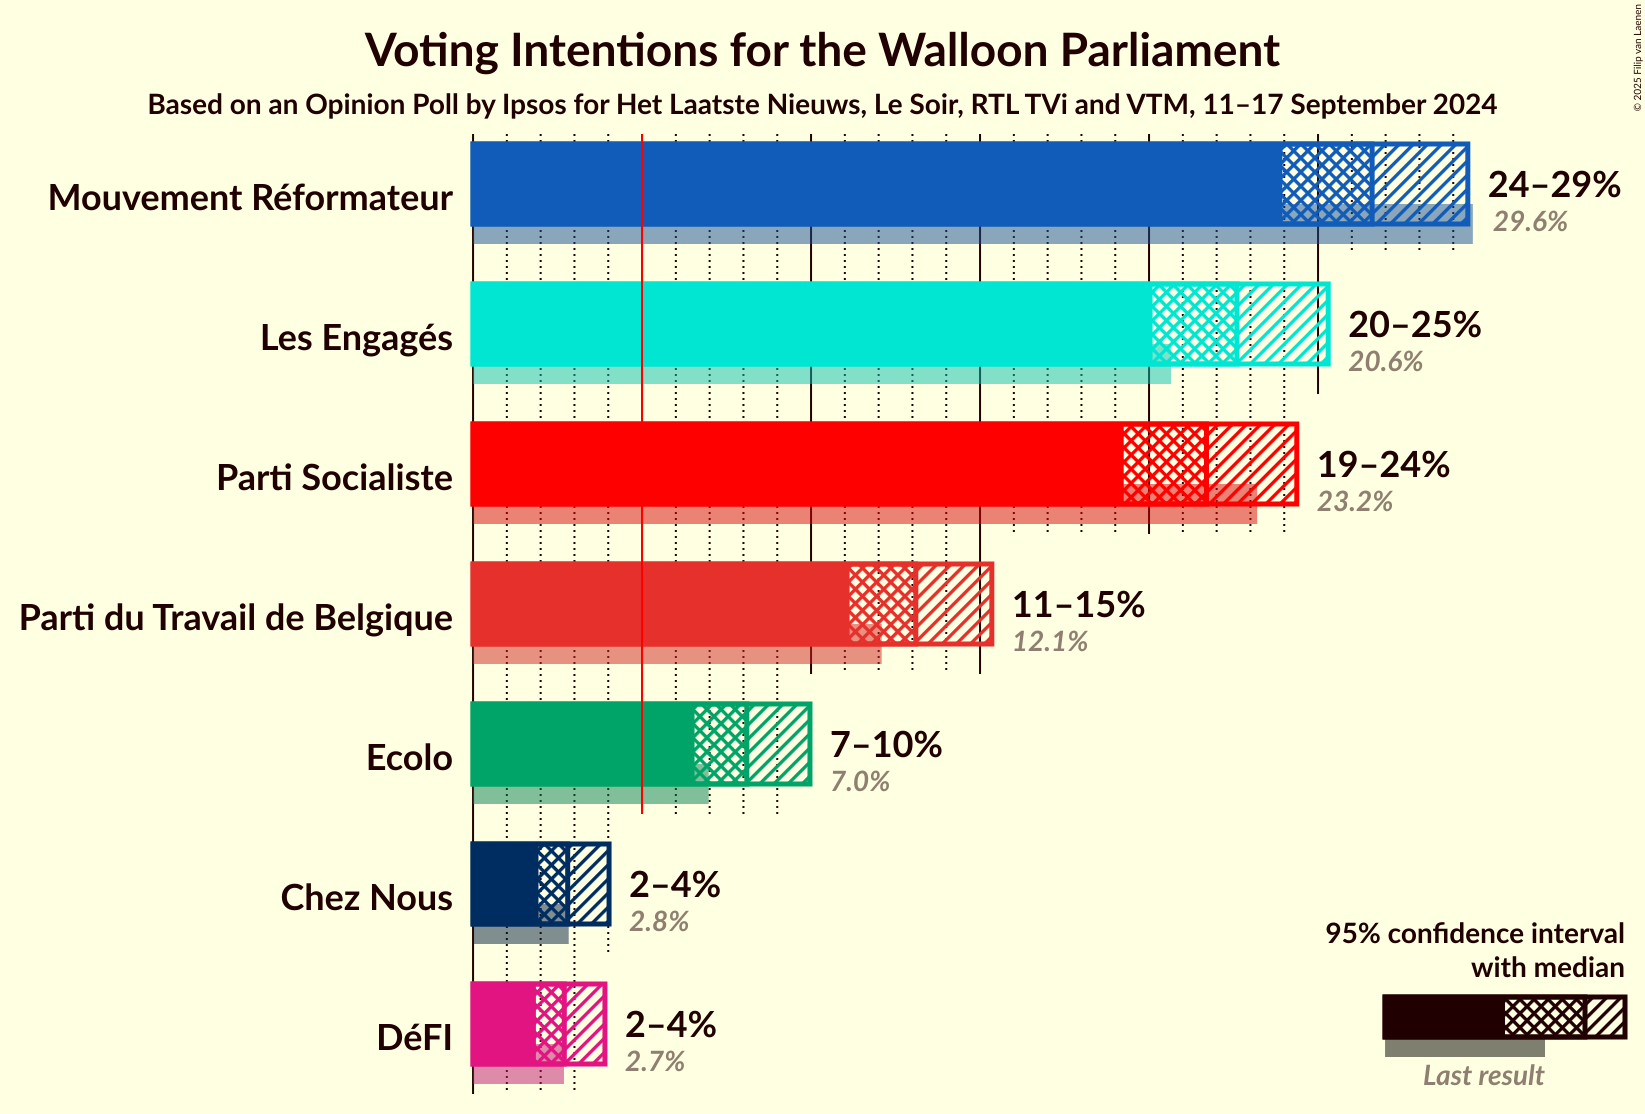 Voting Intentions for the Walloon Parliament
Based on an Opinion Poll by Ipsos for Het Laatste Nieuws, Le Soir, RTL TVi and VTM, 11–17 September 2024
© 2025 Filip van Laenen
Mouvement Réformateur
24–29%
29.6%
Les Engagés
20–25%
20.6%
Parti Socialiste
19–24%
23.2%
Parti du Travail de Belgique
11–15%
12.1%
Ecolo
7–10%
7.0%
Chez Nous
2–4%
2.8%
DéFI
2–4%
2.7%
95% confidence interval
with median
Last result